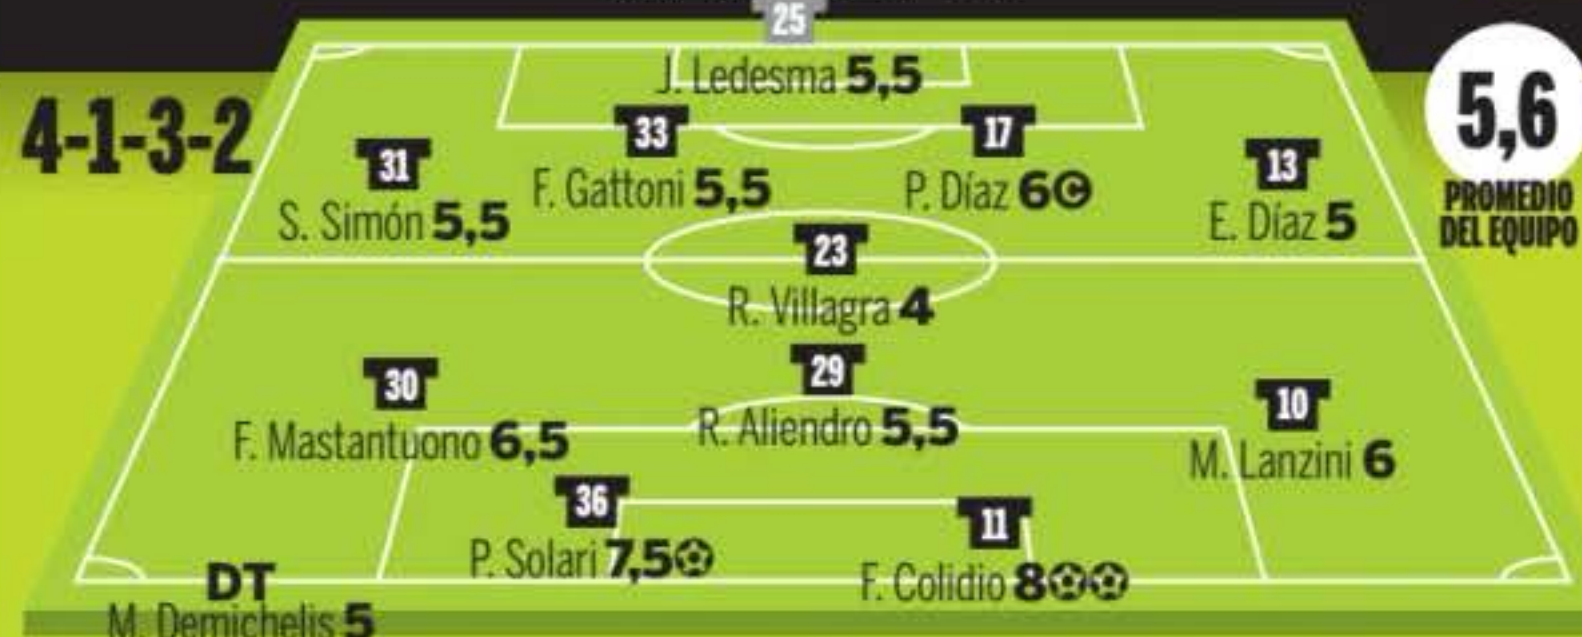 25
J. Ledesma 5,5
4-1-3-2
5,6
PROMEDIO
DEL EQUIPO
31
S. Simón 5,5
33
F. Gattoni 5,5
17
P. Díaz 6 C
13
E. Díaz 5
23
R. Villagra 4
30
F. Mastantuono 6,5
29
R. Aliendro 5,5
10
M. Lanzini 6
36
P. Solari 7,5
11
F. Colidio 8
DT
M. Demichelis 5